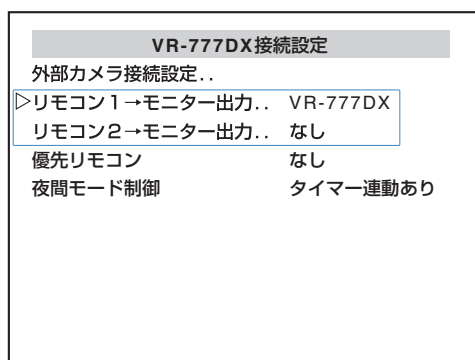 VR-777DX接続設定
外部カメラ接続設定..
▷リモコン1→モニター出力.. VR-777DX
リモコン2→モニター出力.. なし
優先リモコン なし
夜間モード制御 タイマー連動あり